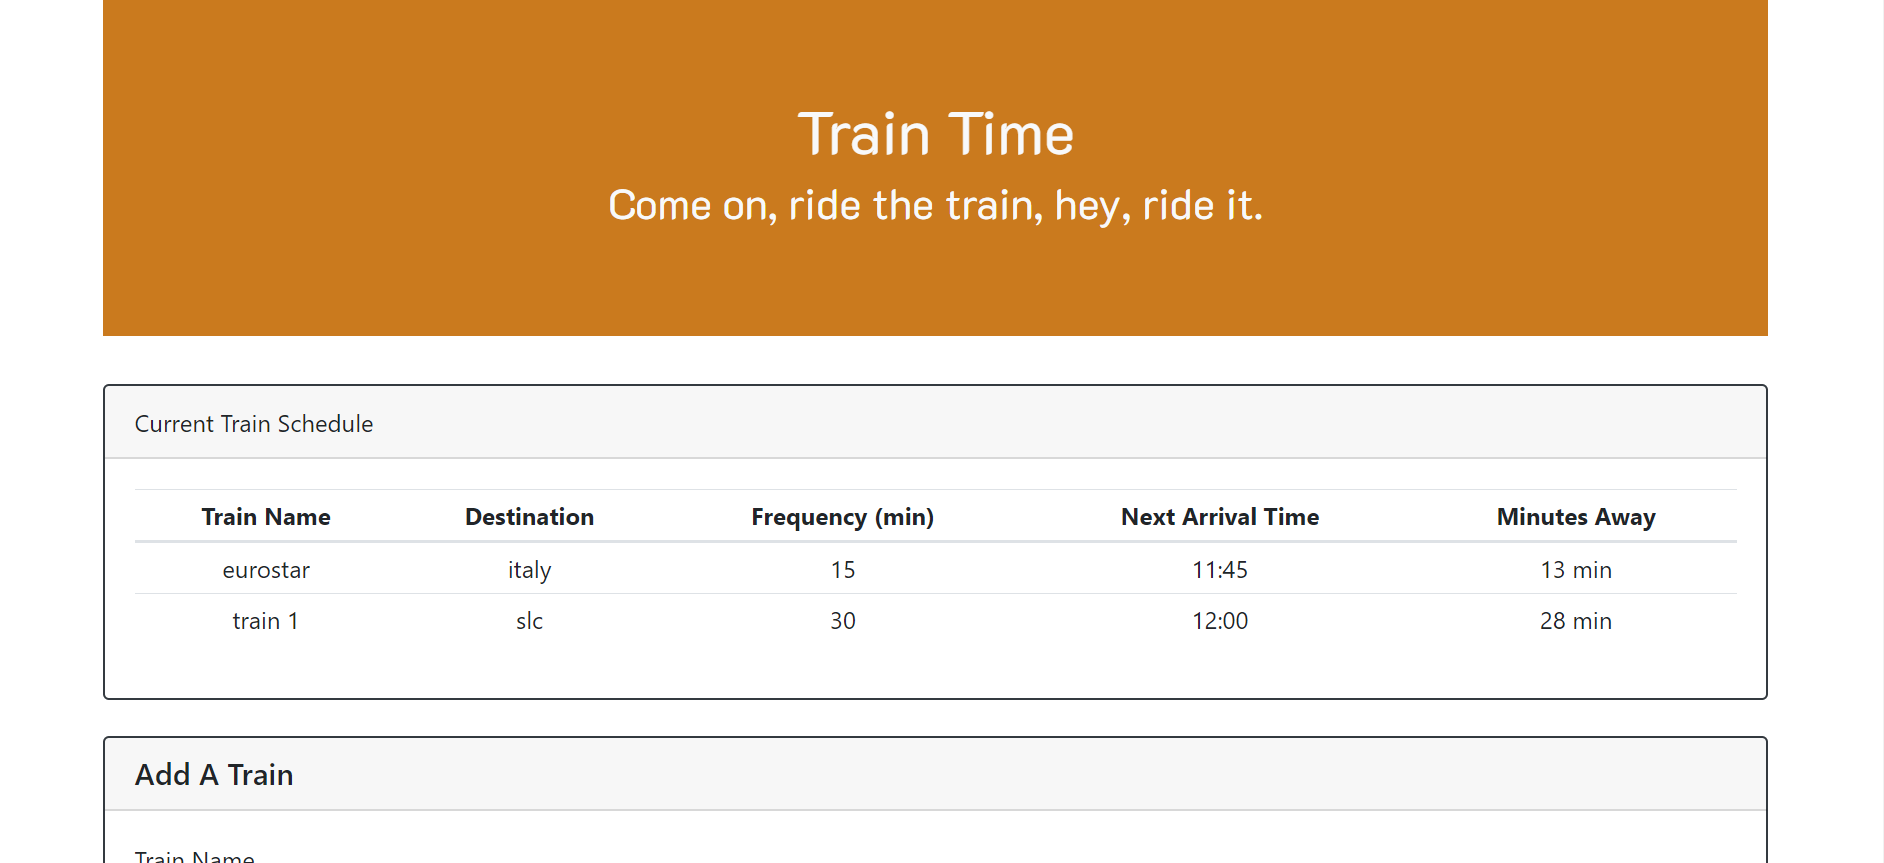 Train Time
Come on, ride the train, hey, ride it.
Current Train Schedule
Train Name Destination Frequency (min) Next Arrival Time Minutes Away
eurostar italy 15 11:45 13 min
train 1 slc 30 12:00 28 min
Add A Train
Train Name